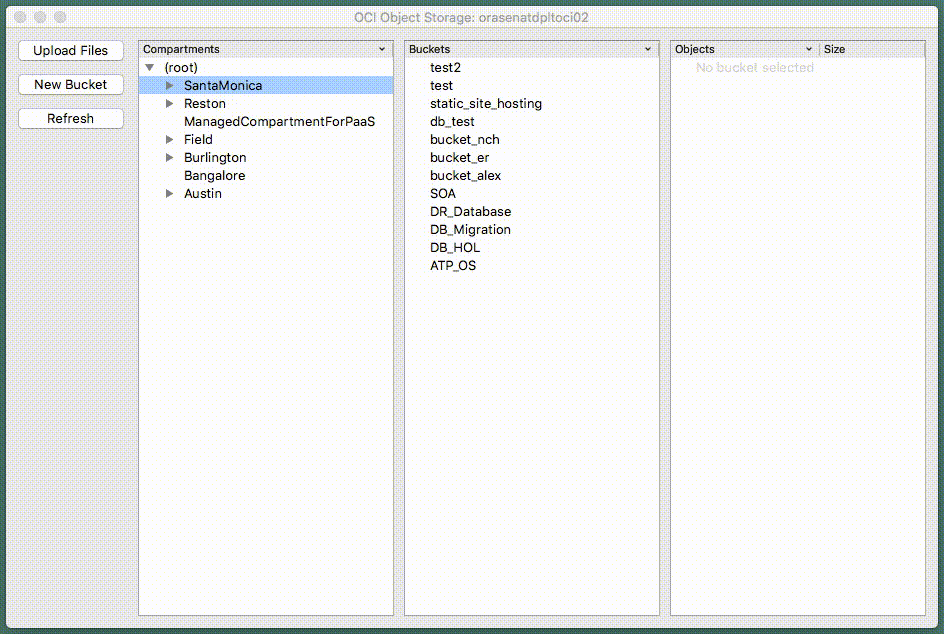 OCI Object Storage: orasenatdpltoci02
Upload Files
New Bucket
Refresh
Compartments
(root)
SantaMonica
Reston
ManagedCompartmentForPaaS
Field
Burlington
Bangalore
Austin
Buckets
test2
test
static_site_hosting
db_test
bucket_nch
bucket_er
bucket_alex
SOA
DR_Database
DB_Migration
DB_HOL
ATP_OS
Objects Size
No bucket selected